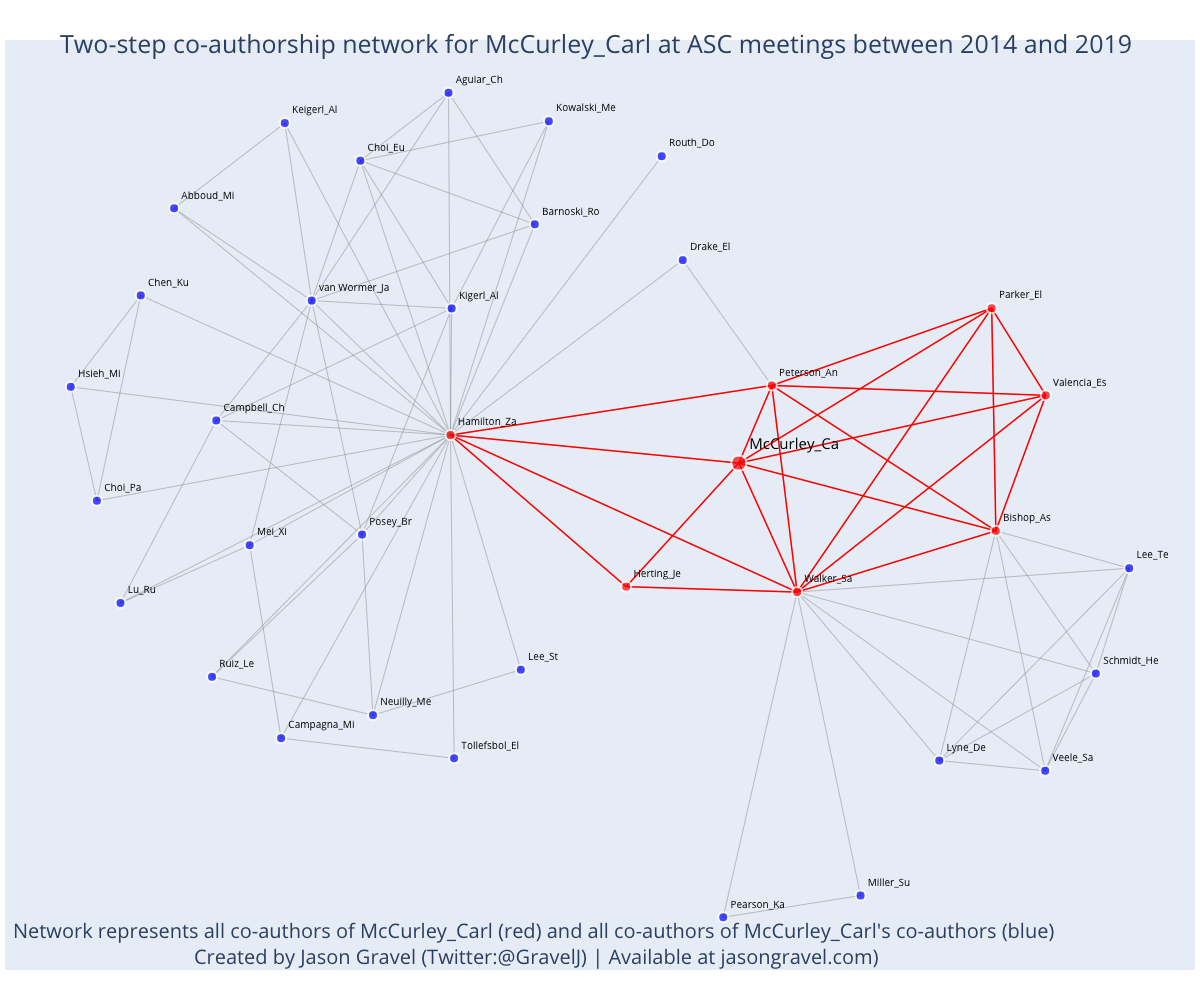 Two-step co-authorship network for McCurley_Carl at ASC meetings between 2014 and 2019
Aguiar_Ch
Keigerl_Al
Kowalski_Me
Routh_Do
Choi_Eu
Abboud_Mi
Barnoski_Ro
Drake_El
Chen_Ku
van Wormer_Ja
Kigerl_Al
Parker_El
Hsieh_Mi
Peterson_An
Valencia_Es
Campbell_Ch
Hamilton_Za
McCurley_Ca
Choi_Pa
Posey_Br
Bishop_As
Mei_Xi
Lee_Te
Herting_Je
Walker_Sa
Lu_Ru
Lee_St
Schmidt_He
Ruiz_Le
Neuilly_Me
Campagna_Mi
Tollefsbol_El
Lyne_De
Veele_Sa
Miller_Su
Pearson_Ka
Network represents all co-authors of McCurley_Carl (red) and all co-authors of McCurley_Carl's co-authors (blue)
Created by Jason Gravel (Twitter:@GravelJ) | Available at jasongravel.com)